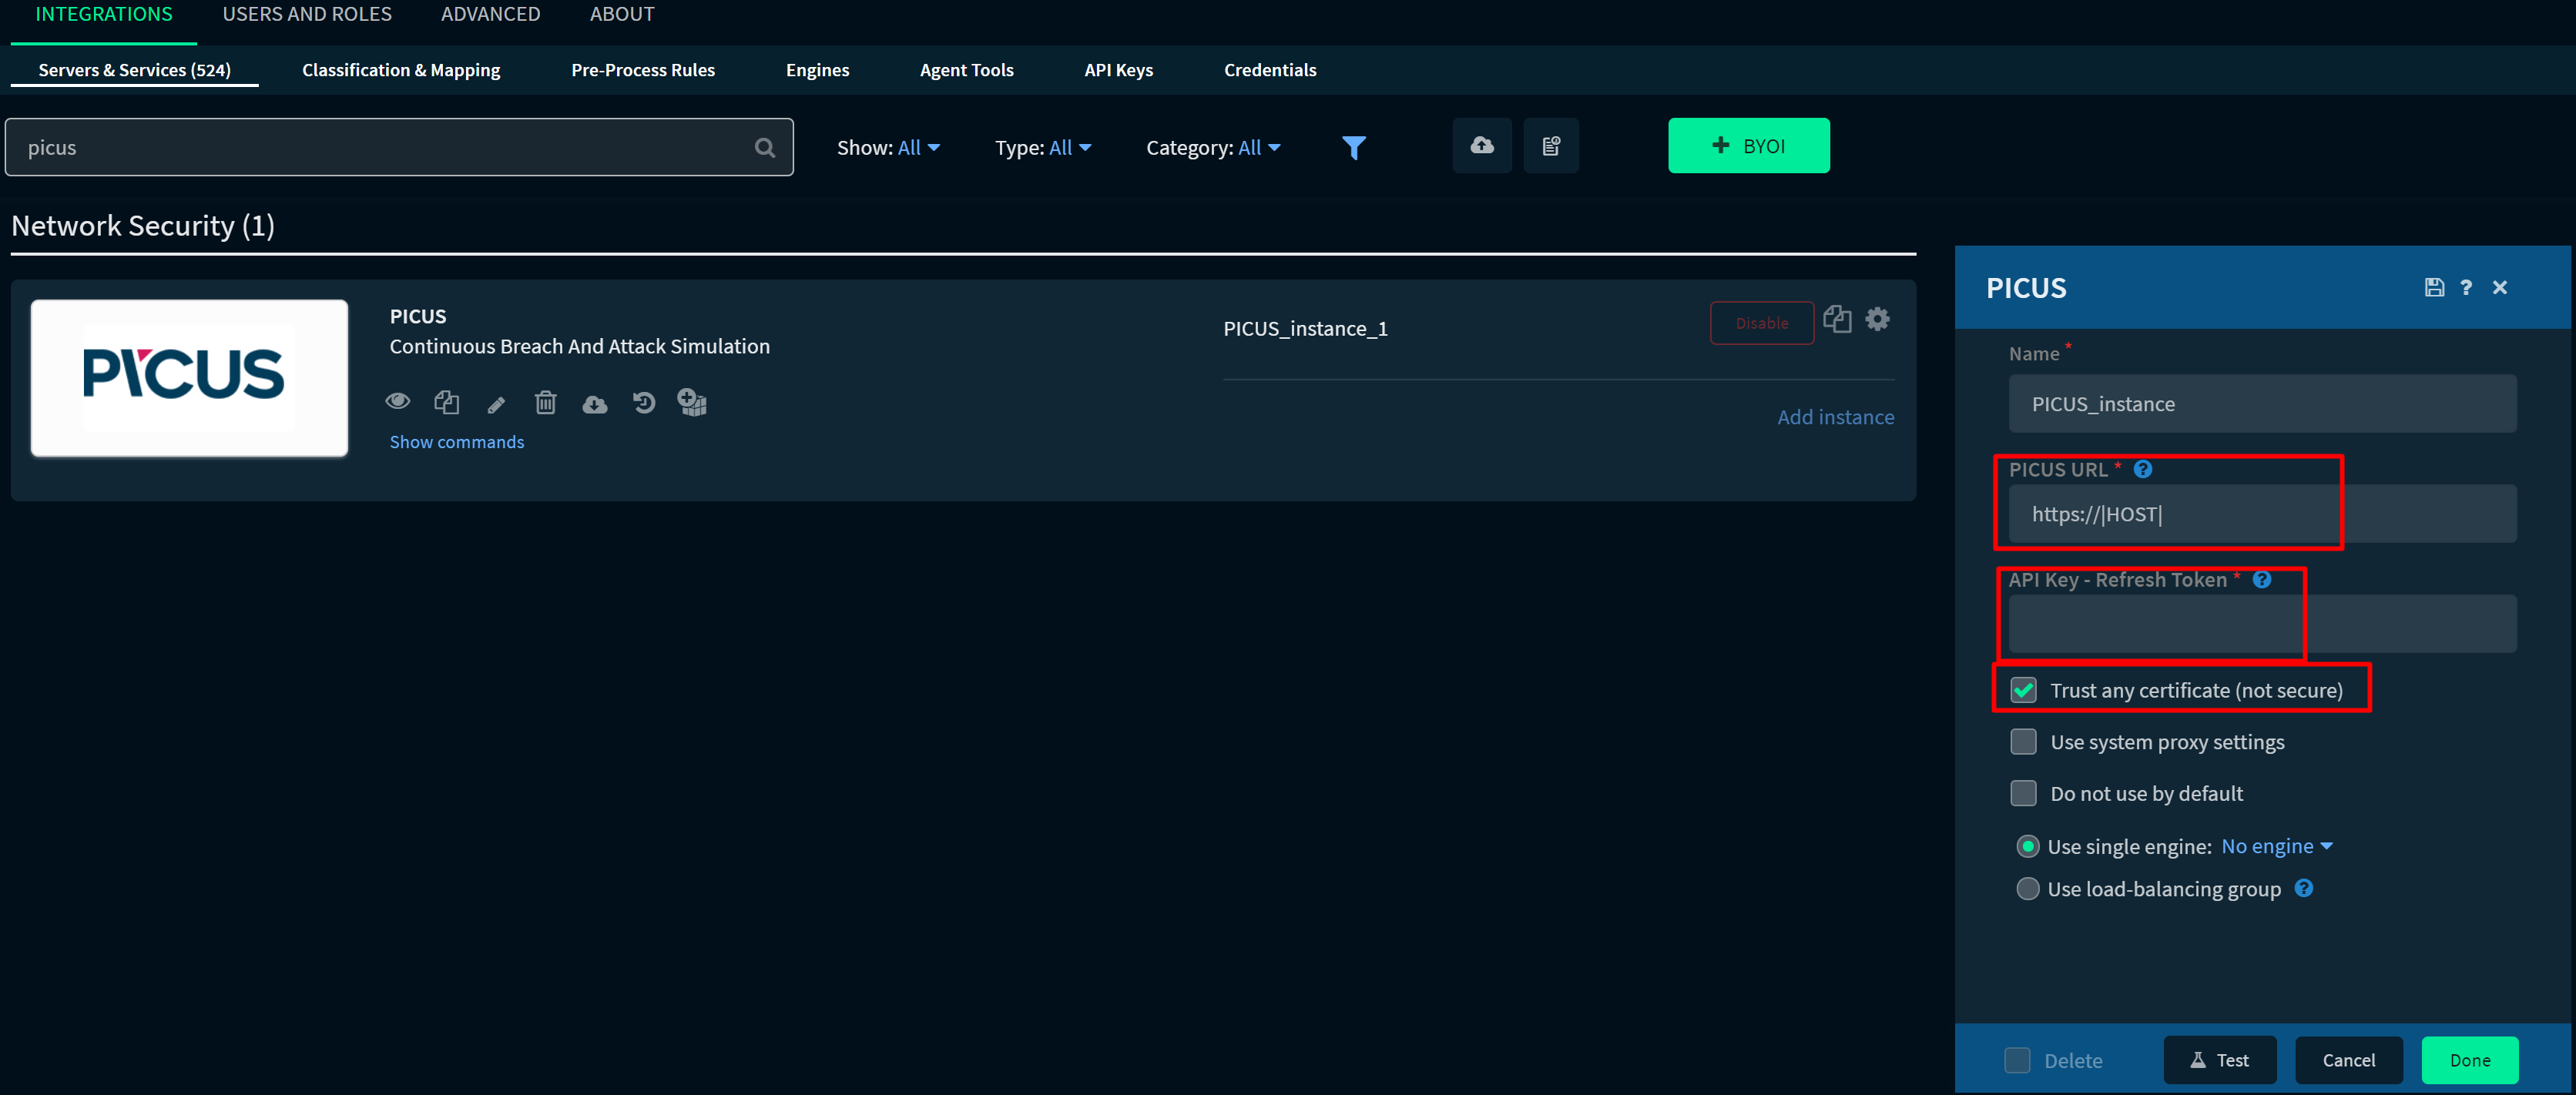 INTEGRATIONS USERS AND ROLES ADVANCED ABOUT
Servers & Services (524) Classification & Mapping Pre-Process Rules Engines Agent Tools API Keys Credentials
picus Show: All Type: All Category: All + BYOI
Network Security (1)
PICUS
PICUS
Continuous Breach And Attack Simulation
Show commands
PICUS_instance_1
Disable
Add instance
PICUS ? ×
Name *
PICUS_instance
PICUS URL * ?
https://|HOST|
API Key - Refresh Token * ?
Trust any certificate (not secure)
Use system proxy settings
Do not use by default
Use single engine: No engine
Use load-balancing group ?
Delete Test Cancel Done